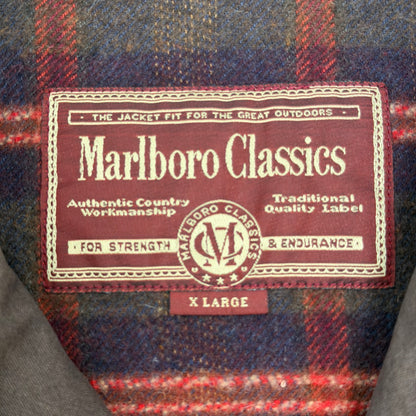 · THE JACKET FIT FOR THE GREAT OUTDOORS ·
Marlboro Classics
Authentic Country
Workmanship
Traditional
Quality Label
· FOR STRENGTH & ENDURANCE ·
MARLBORO CLASSICS
MC
X LARGE